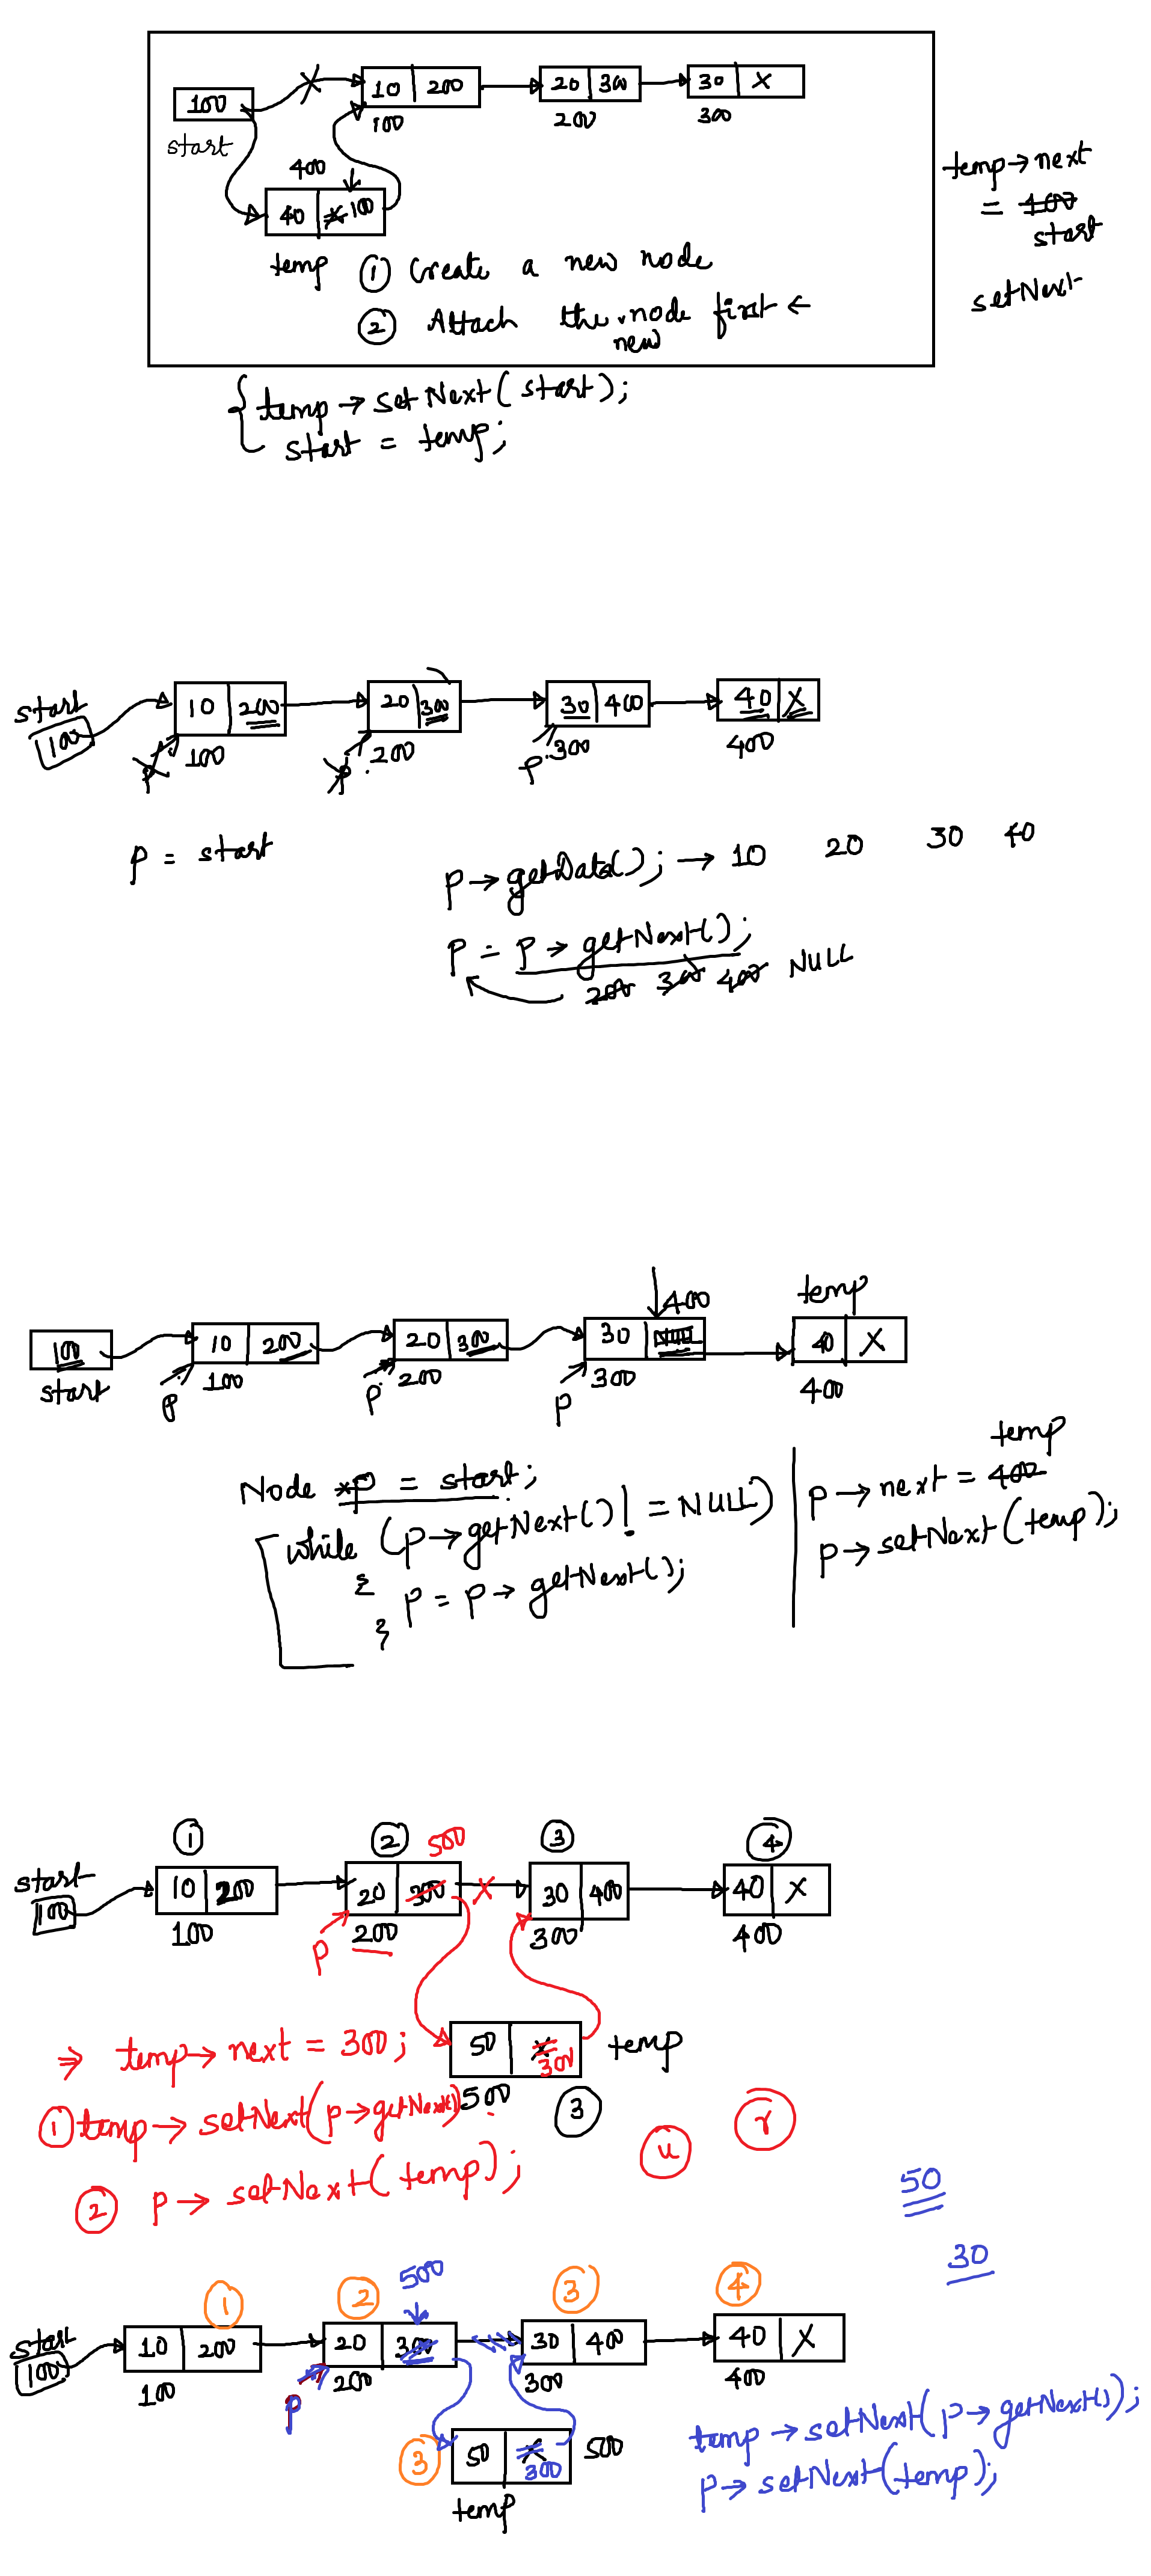 10 200 20 300 30 X
100
start 100 200 300
400
40 X 100
temp
① Create a new node
② Attach the new node first ←
temp → next
= 100
start
setNext
{ temp → setNext(start);
start = temp;
start 10 200 20 300 30 400 40 X
100
p 100 p 200 p 300 400
p = start
p → getData(); → 10 20 30 40
p = p → getNext();
200 300 400 NULL
400 temp
100 10 200 20 300 30 NULL 40 X
start p 100 p 200 p 300 400
Node *p = start;
while (p → getNext() != NULL)
{
p = p → getNext();
}
temp
p → next = 400
p → setNext(temp);
① ② 500 ③ ④
start 10 200 20 300 X 30 400 40 X
100
100 p 200 300 400
50 X 300 temp
500 ③
⇒ temp → next = 300;
① temp → setNext(p → getNext());
② p → setNext(temp);
u r
50
30
① ② 500 ③ ④
start 10 200 20 300 30 400 40 X
100
100 p 200 300 400
③ 50 X 300 500
temp
temp → setNext(p → getNext());
p → setNext(temp);